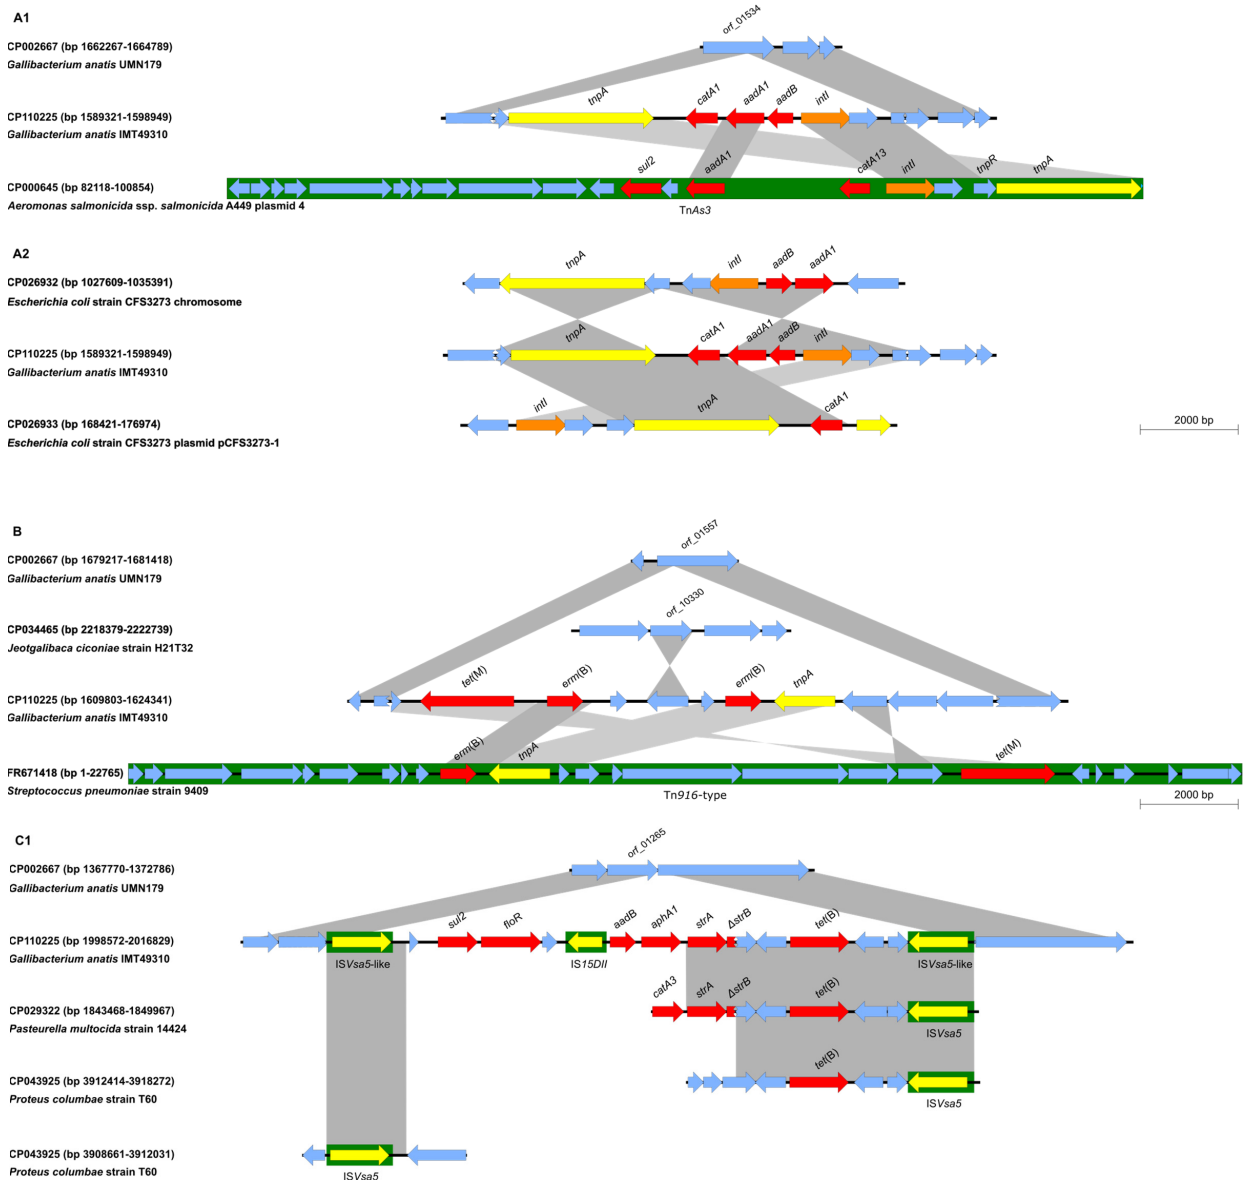 A1
orf_01534
CP002667 (bp 1662267-1664789)
Gallibacterium anatis UMN179
tnpA catA1 aadA1 aadB intI
CP110225 (bp 1589321-1598949)
Gallibacterium anatis IMT49310
sul2 aadA1 catA13 intI tnpR tnpA
CP000645 (bp 82118-100854)
Aeromonas salmonicida ssp. salmonicida A449 plasmid 4
TnAs3
A2
tnpA intI aadB aadA1
CP026932 (bp 1027609-1035391)
Escherichia coli strain CFS3273 chromosome
tnpA catA1 aadA1 aadB intI
CP110225 (bp 1589321-1598949)
Gallibacterium anatis IMT49310
intI tnpA catA1
CP026933 (bp 168421-176974)
Escherichia coli strain CFS3273 plasmid pCFS3273-1
2000 bp
B
orf_01557
CP002667 (bp 1679217-1681418)
Gallibacterium anatis UMN179
orf_10330
CP034465 (bp 2218379-2222739)
Jeotgalibaca ciconiae strain H21T32
tet(M) erm(B) erm(B) tnpA
CP110225 (bp 1609803-1624341)
Gallibacterium anatis IMT49310
erm(B) tnpA tet(M)
FR671418 (bp 1-22765)
Streptococcus pneumoniae strain 9409
Tn916-type
2000 bp
C1
orf_01265
CP002667 (bp 1367770-1372786)
Gallibacterium anatis UMN179
sul2 floR aadB aphA1 strA ΔstrB tet(B)
CP110225 (bp 1998572-2016829)
Gallibacterium anatis IMT49310
ISVsa5-like IS15DII ISVsa5-like
catA3 strA ΔstrB tet(B)
CP029322 (bp 1843468-1849967)
Pasteurella multocida strain 14424
ISVsa5
tet(B)
CP043925 (bp 3912414-3918272)
Proteus columbae strain T60
ISVsa5
CP043925 (bp 3908661-3912031)
Proteus columbae strain T60
ISVsa5